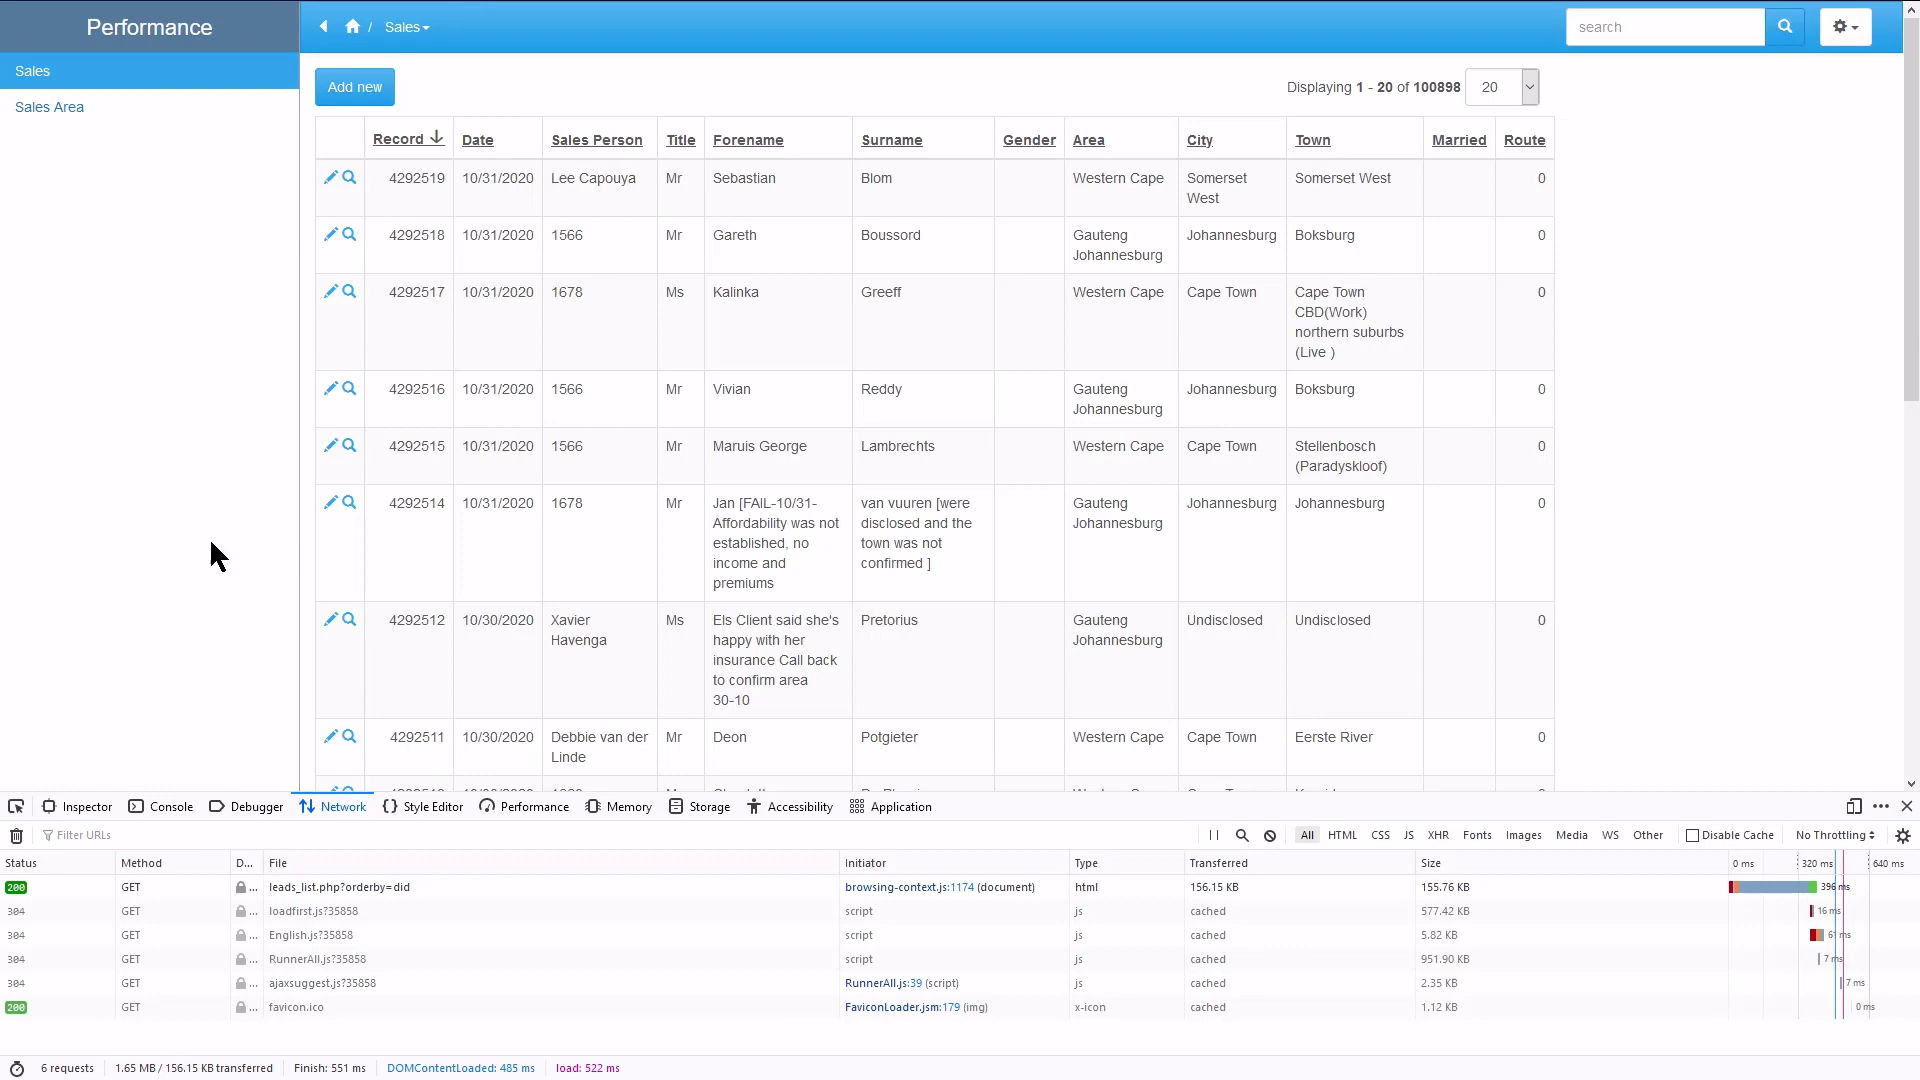 Performance
/ Sales
search
Sales
Sales Area
Add new
Displaying 1 - 20 of 100898 20
Record Date Sales Person Title Forename Surname Gender Area City Town Married Route
4292519 10/31/2020 Lee Capouya Mr Sebastian Blom Western Cape Somerset West Somerset West 0
4292518 10/31/2020 1566 Mr Gareth Boussord Gauteng Johannesburg Johannesburg Boksburg 0
4292517 10/31/2020 1678 Ms Kalinka Greeff Western Cape Cape Town Cape Town CBD(Work) northern suburbs (Live ) 0
4292516 10/31/2020 1566 Mr Vivian Reddy Gauteng Johannesburg Johannesburg Boksburg 0
4292515 10/31/2020 1566 Mr Maruis George Lambrechts Western Cape Cape Town Stellenbosch (Paradyskloof) 0
4292514 10/31/2020 1678 Mr Jan [FAIL-10/31- Affordability was not established, no income and premiums van vuuren [were disclosed and the town was not confirmed ] Gauteng Johannesburg Johannesburg Johannesburg 0
4292512 10/30/2020 Xavier Havenga Ms Els Client said she's happy with her insurance Call back to confirm area 30-10 Pretorius Gauteng Johannesburg Undisclosed Undisclosed 0
4292511 10/30/2020 Debbie van der Linde Mr Deon Potgieter Western Cape Cape Town Eerste River 0
Inspector Console Debugger Network Style Editor Performance Memory Storage Accessibility Application
Filter URLs All HTML CSS JS XHR Fonts Images Media WS Other Disable Cache No Throttling
Status Method D... File Initiator Type Transferred Size 0 ms 320 ms 640 ms
200 GET ... leads_list.php?orderby=did browsing-context.js:1174 (document) html 156.15 KB 155.76 KB 396 ms
304 GET ... loadfirst.js?35858 script js cached 577.42 KB 16 ms
304 GET ... English.js?35858 script js cached 5.82 KB ms
304 GET ... RunnerAll.js?35858 script js cached 951.90 KB 7 ms
304 GET ... ajaxsuggest.js?35858 RunnerAll.js:39 (script) js cached 2.35 KB 7 ms
200 GET ... favicon.ico FaviconLoader.jsm:179 (img) x-icon cached 1.12 KB 0 ms
6 requests 1.65 MB / 156.15 KB transferred Finish: 551 ms DOMContentLoaded: 485 ms load: 522 ms